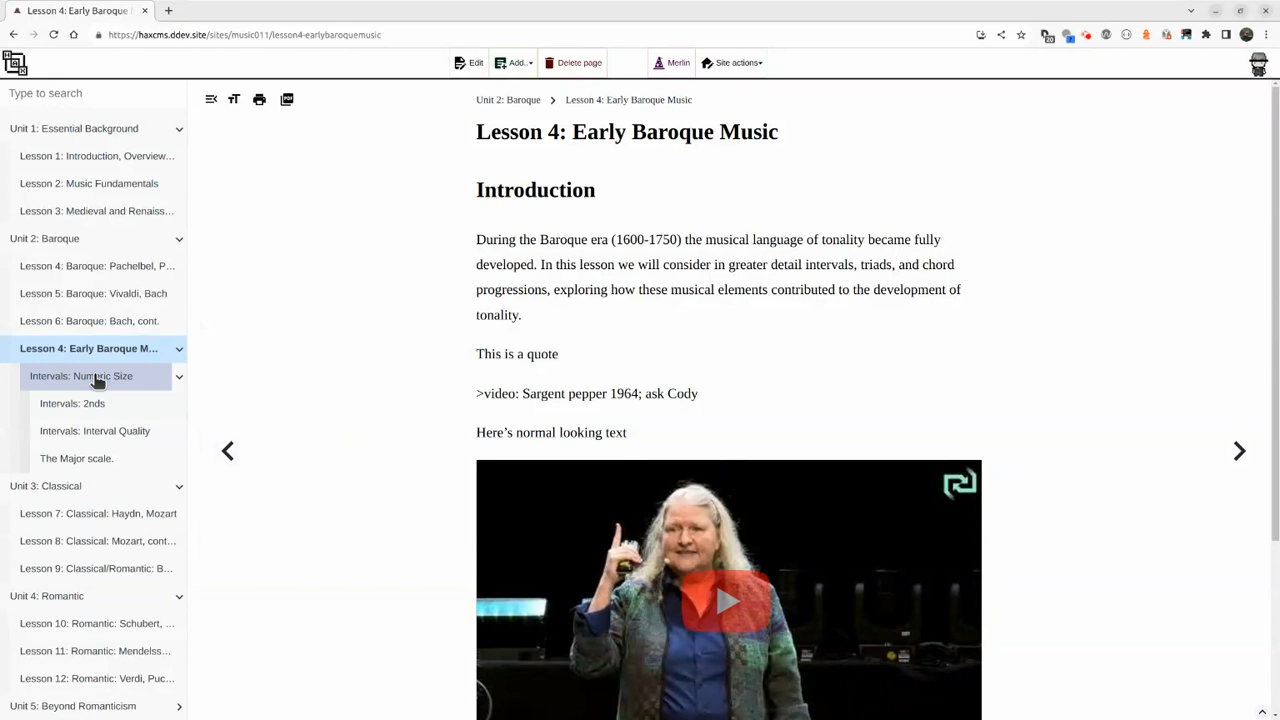 Lesson 4: Early Baroque M
https://haxcms.ddev.site/sites/music011/lesson4-earlybaroquemusic
Edit
Add..
Delete page
Merlin
Site actions
Type to search
Unit 1: Essential Background
Lesson 1: Introduction, Overview...
Lesson 2: Music Fundamentals
Lesson 3: Medieval and Renaiss...
Unit 2: Baroque
Lesson 4: Baroque: Pachelbel, P...
Lesson 5: Baroque: Vivaldi, Bach
Lesson 6: Baroque: Bach, cont.
Lesson 4: Early Baroque M...
Intervals: Numeric Size
Intervals: 2nds
Intervals: Interval Quality
The Major scale.
Unit 3: Classical
Lesson 7: Classical: Haydn, Mozart
Lesson 8: Classical: Mozart, cont...
Lesson 9: Classical/Romantic: B...
Unit 4: Romantic
Lesson 10: Romantic: Schubert, ...
Lesson 11: Romantic: Mendelss...
Lesson 12: Romantic: Verdi, Puc...
Unit 5: Beyond Romanticism
Unit 2: Baroque > Lesson 4: Early Baroque Music
Lesson 4: Early Baroque Music
Introduction
During the Baroque era (1600-1750) the musical language of tonality became fully
developed. In this lesson we will consider in greater detail intervals, triads, and chord
progressions, exploring how these musical elements contributed to the development of
tonality.
This is a quote
>video: Sargent pepper 1964; ask Cody
Here's normal looking text